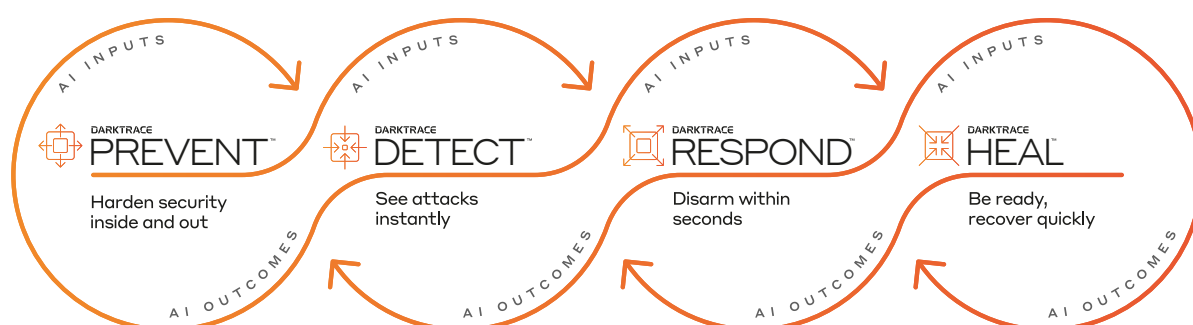 AI INPUTS
DARKTRACE
PREVENT™
Harden security
inside and out
AI OUTCOMES
AI INPUTS
DARKTRACE
DETECT™
See attacks
instantly
AI OUTCOMES
AI INPUTS
DARKTRACE
RESPOND™
Disarm within
seconds
AI OUTCOMES
AI INPUTS
DARKTRACE
HEAL™
Be ready,
recover quickly
AI OUTCOMES